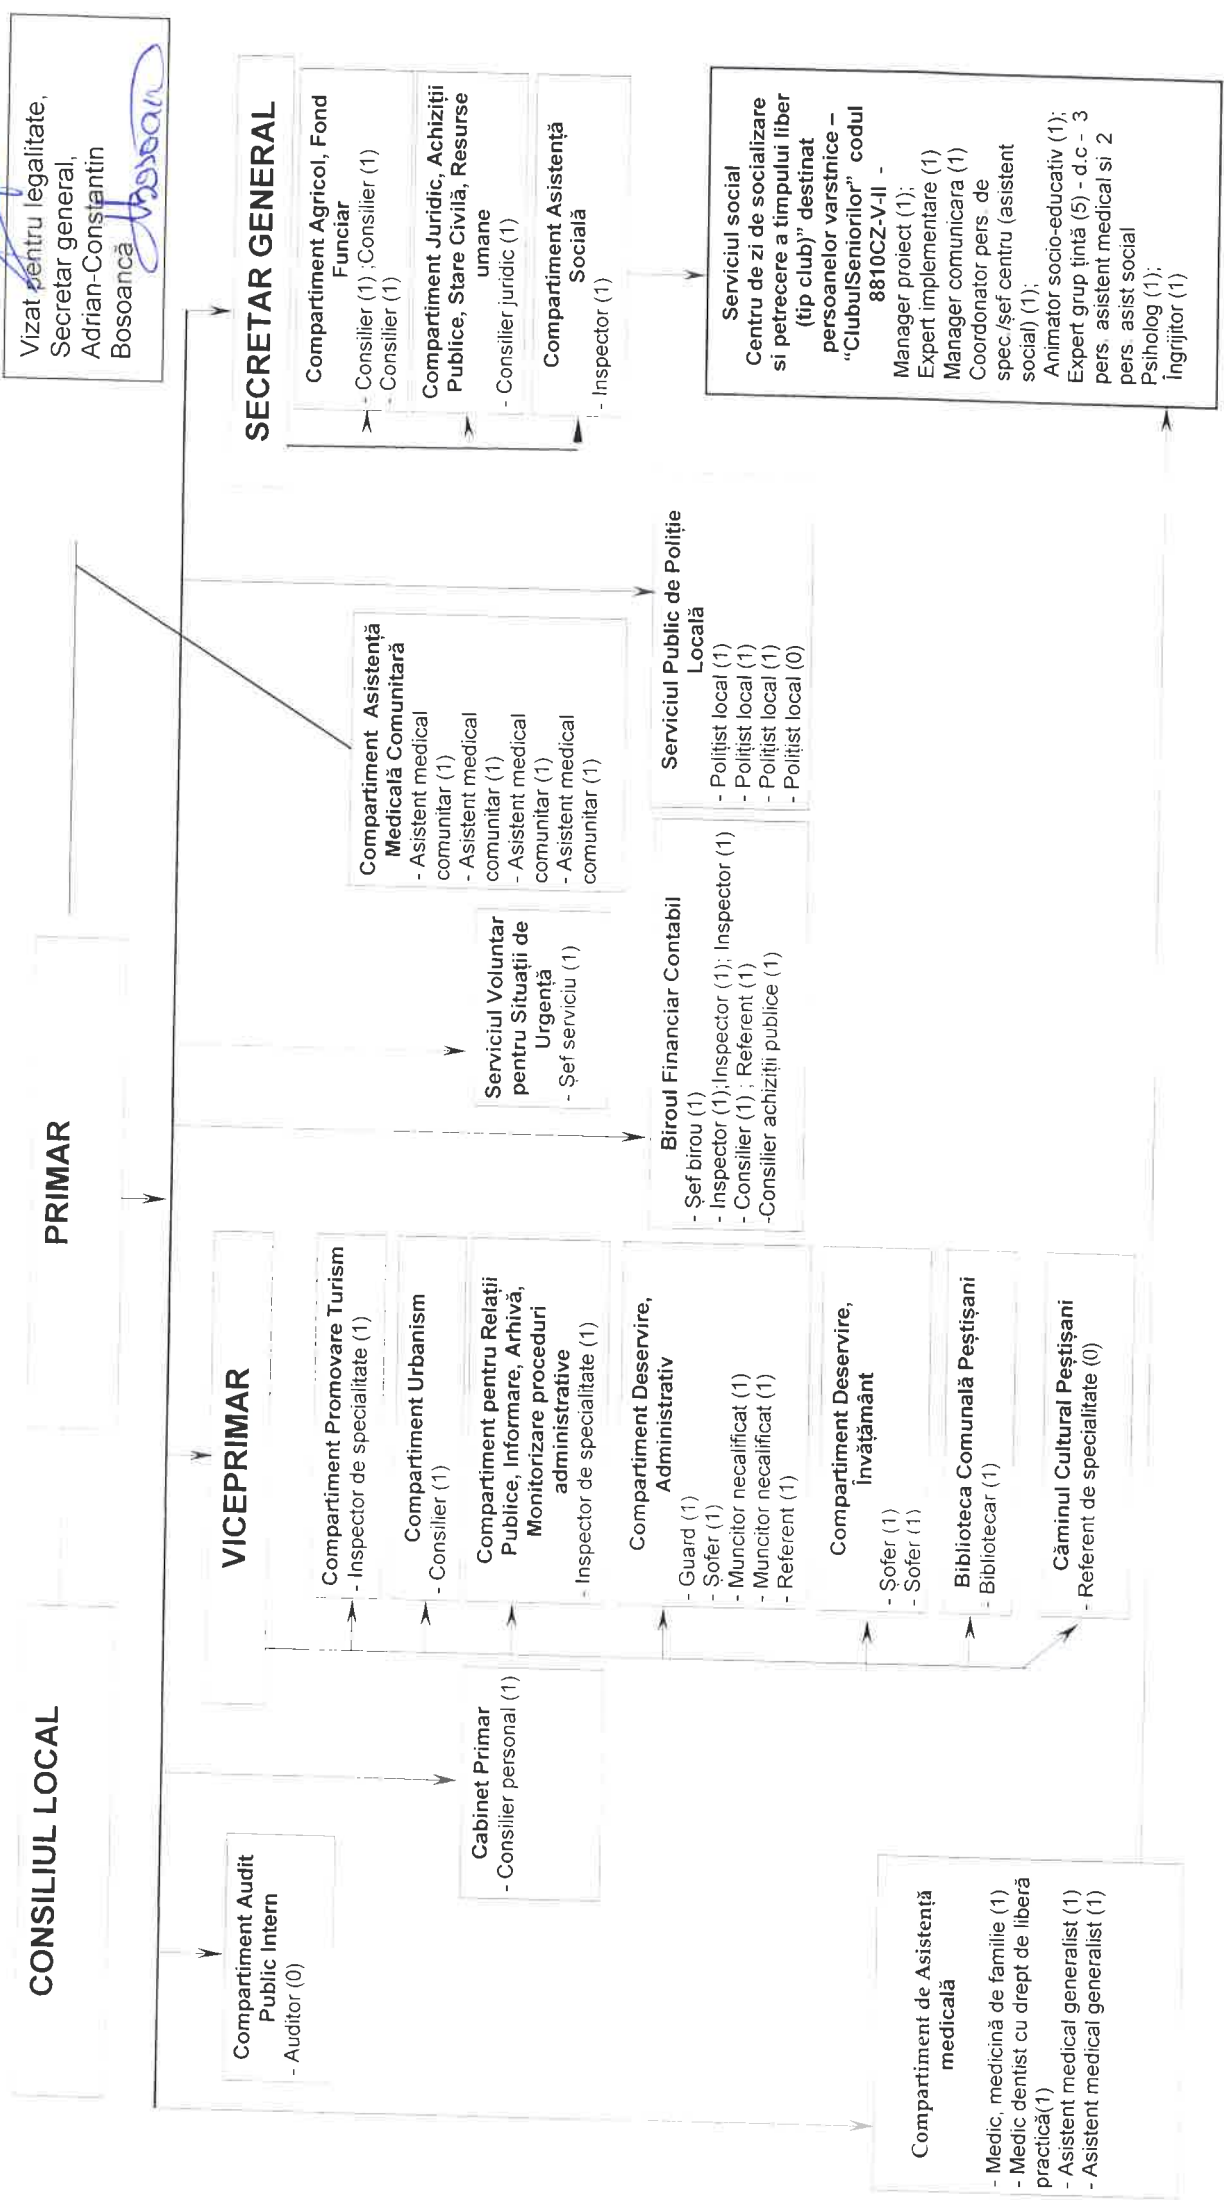 Vizat pentru legalitate,
Secretar general,
Adrian-Constantin
Bosoancă
CONSILIUL LOCAL
PRIMAR
VICEPRIMAR
SECRETAR GENERAL
Compartiment Audit
Public Intern
- Auditor (0)
Cabinet Primar
- Consilier personal (1)
Compartiment de Asistență
medicală
- Medic, medicină de familie (1)
- Medic dentist cu drept de liberă
practică(1)
- Asistent medical generalist (1)
- Asistent medical generalist (1)
Compartiment Promovare Turism
- Inspector de specialitate (1)
Compartiment Urbanism
- Consilier (1)
Compartiment pentru Relații
Publice, Informare, Arhivă,
Monitorizare proceduri
administrative
- Inspector de specialitate (1)
Compartiment Deservire,
Administrativ
- Guard (1)
- Șofer (1)
- Muncitor necalificat (1)
- Muncitor necalificat (1)
- Referent (1)
Compartiment Deservire,
Învățământ
- Șofer (1)
- Sofer (1)
Biblioteca Comunală Peștișani
- Bibliotecar (1)
Căminul Cultural Peștișani
- Referent de specialitate (0)
Serviciul Voluntar
pentru Situații de
Urgență
- Șef serviciu (1)
Biroul Financiar Contabil
- Șef birou (1)
- Inspector (1);Inspector (1); Inspector (1)
- Consilier (1) ; Referent (1)
-Consilier achiziții publice (1)
Compartiment Asistență
Medicală Comunitară
- Asistent medical
comunitar (1)
- Asistent medical
comunitar (1)
- Asistent medical
comunitar (1)
- Asistent medical
comunitar (1)
Serviciul Public de Poliție
Locală
- Polițist local (1)
- Polițist local (1)
- Polițist local (1)
- Polițist local (0)
Compartiment Agricol, Fond
Funciar
- Consilier (1) ;Consilier (1)
- Consilier (1)
Compartiment Juridic, Achiziții
Publice, Stare Civilă, Resurse
umane
- Consilier juridic (1)
Compartiment Asistență
Socială
- Inspector (1)
Serviciul social
Centru de zi de socializare
si petrecere a timpului liber
(tip club)” destinat
persoanelor varstnice –
“ClubulSeniorilor” codul
8810CZ-V-II -
Manager proiect (1);
Expert implementare (1)
Manager comunicara (1)
Coordonator pers. de
spec./șef centru (asistent
social) (1);
Animator socio-educativ (1);
Expert grup țintă (5) - d.c - 3
pers. asistent medical si 2
pers. asist social
Psiholog (1);
Îngrijitor (1)